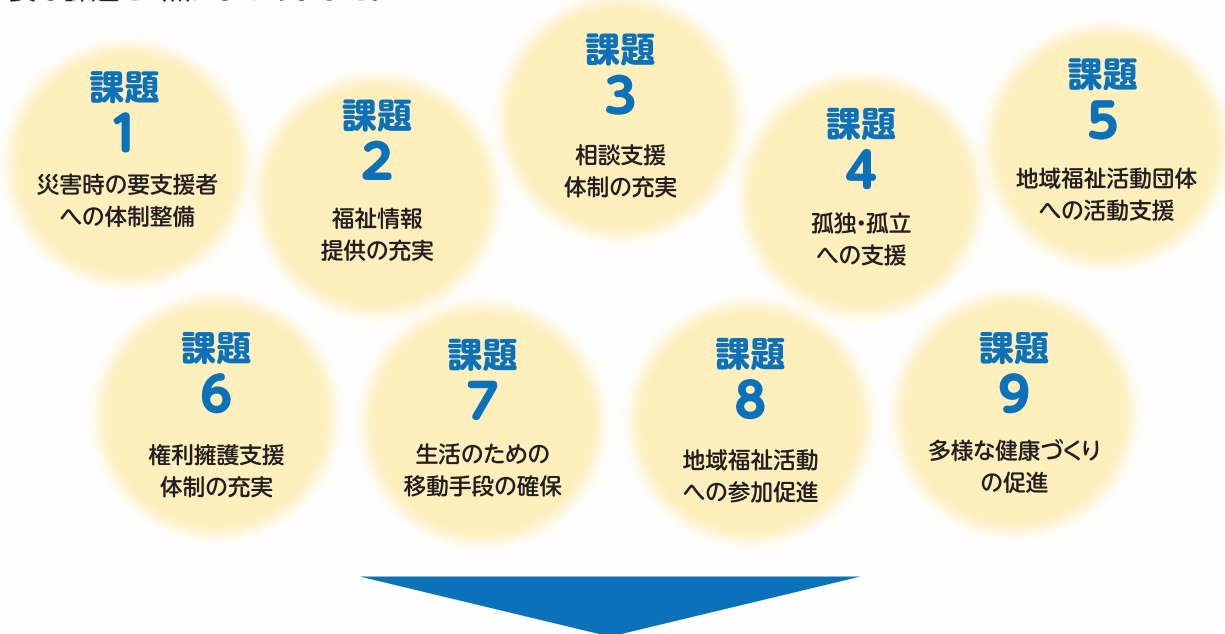 課題
1
災害時の要支援者
への体制整備
課題
2
福祉情報
提供の充実
課題
3
相談支援
体制の充実
課題
4
孤独・孤立
への支援
課題
5
地域福祉活動団体
への活動支援
課題
6
権利擁護支援
体制の充実
課題
7
生活のための
移動手段の確保
課題
8
地域福祉活動
への参加促進
課題
9
多様な健康づくり
の促進